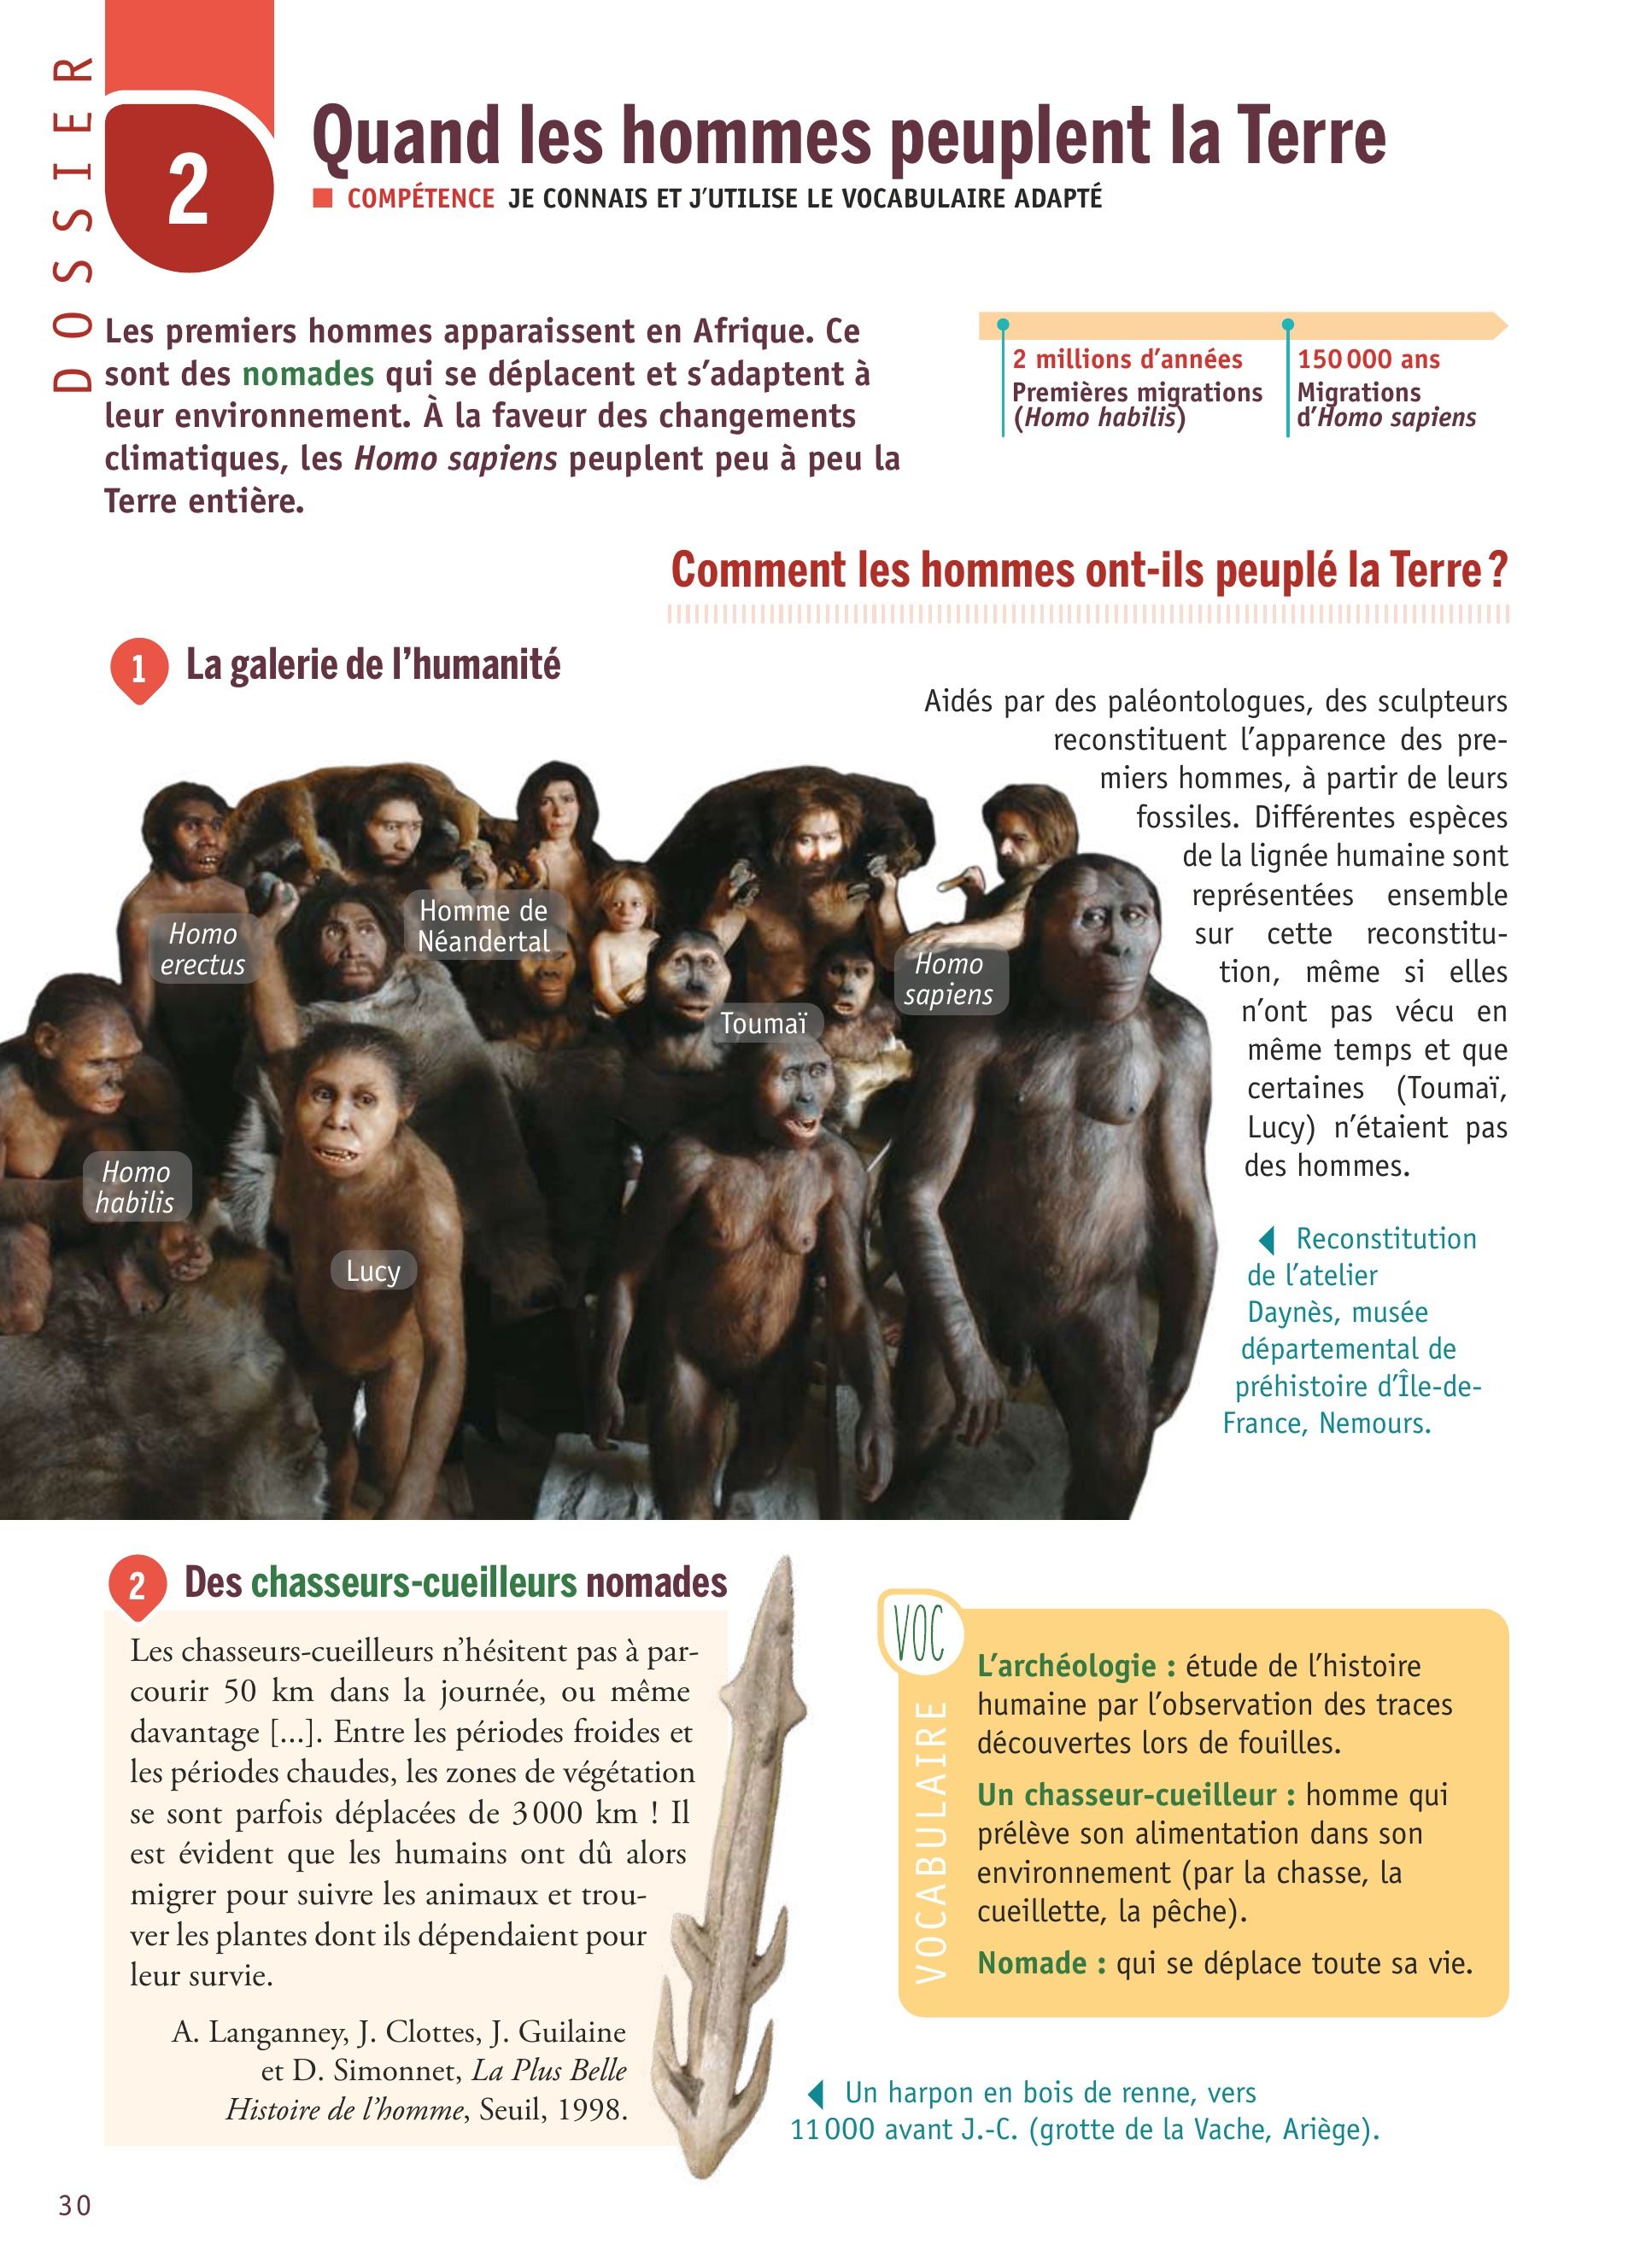 DOSSIER
2
Quand les hommes peuplent la Terre
COMPÉTENCE JE CONNAIS ET J'UTILISE LE VOCABULAIRE ADAPTÉ
Les premiers hommes apparaissent en Afrique. Ce
sont des nomades qui se déplacent et s'adaptent à
leur environnement. À la faveur des changements
climatiques, les Homo sapiens peuplent peu à peu la
Terre entière.
2 millions d'années
Premières migrations
(Homo habilis)
150 000 ans
Migrations
d'Homo sapiens
Comment les hommes ont-ils peuplé la Terre ?
1 La galerie de l'humanité
Aidés par des paléontologues, des sculpteurs
reconstituent l'apparence des pre-
miers hommes, à partir de leurs
fossiles. Différentes espèces
de la lignée humaine sont
représentées ensemble
sur cette reconstitu-
tion, même si elles
n'ont pas vécu en
même temps et que
certaines (Toumaï,
Lucy) n'étaient pas
des hommes.
Homo
erectus
Homme de
Néandertal
Homo
sapiens
Toumaï
Homo
habilis
Lucy
Reconstitution
de l'atelier
Daynès, musée
départemental de
préhistoire d'Île-de-
France, Nemours.
2 Des chasseurs-cueilleurs nomades
Les chasseurs-cueilleurs n'hésitent pas à par-
courir 50 km dans la journée, ou même
davantage [...]. Entre les périodes froides et
les périodes chaudes, les zones de végétation
se sont parfois déplacées de 3 000 km ! Il
est évident que les humains ont dû alors
migrer pour suivre les animaux et trou-
ver les plantes dont ils dépendaient pour
leur survie.
A. Langanney, J. Clottes, J. Guilaine
et D. Simonnet, La Plus Belle
Histoire de l'homme, Seuil, 1998.
VOC
VOCABULAIRE
L'archéologie : étude de l'histoire
humaine par l'observation des traces
découvertes lors de fouilles.
Un chasseur-cueilleur : homme qui
prélève son alimentation dans son
environnement (par la chasse, la
cueillette, la pêche).
Nomade : qui se déplace toute sa vie.
Un harpon en bois de renne, vers
11 000 avant J.-C. (grotte de la Vache, Ariège).
30